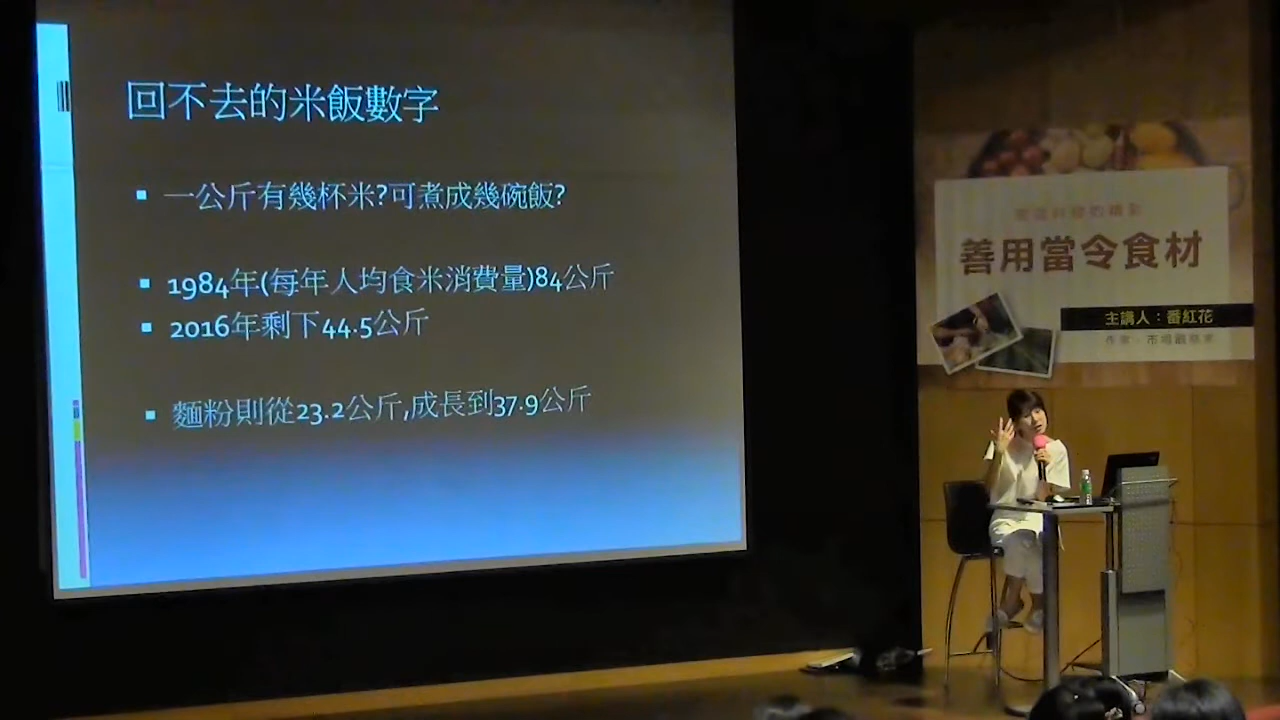 回不去的米飯數字
一公斤有幾杯米?可煮成幾碗飯?
1984年(每年人均食米消費量)84公斤
2016年剩下44.5公斤
麵粉則從23.2公斤,成長到37.9公斤
善用當令食材
主講人：番紅花